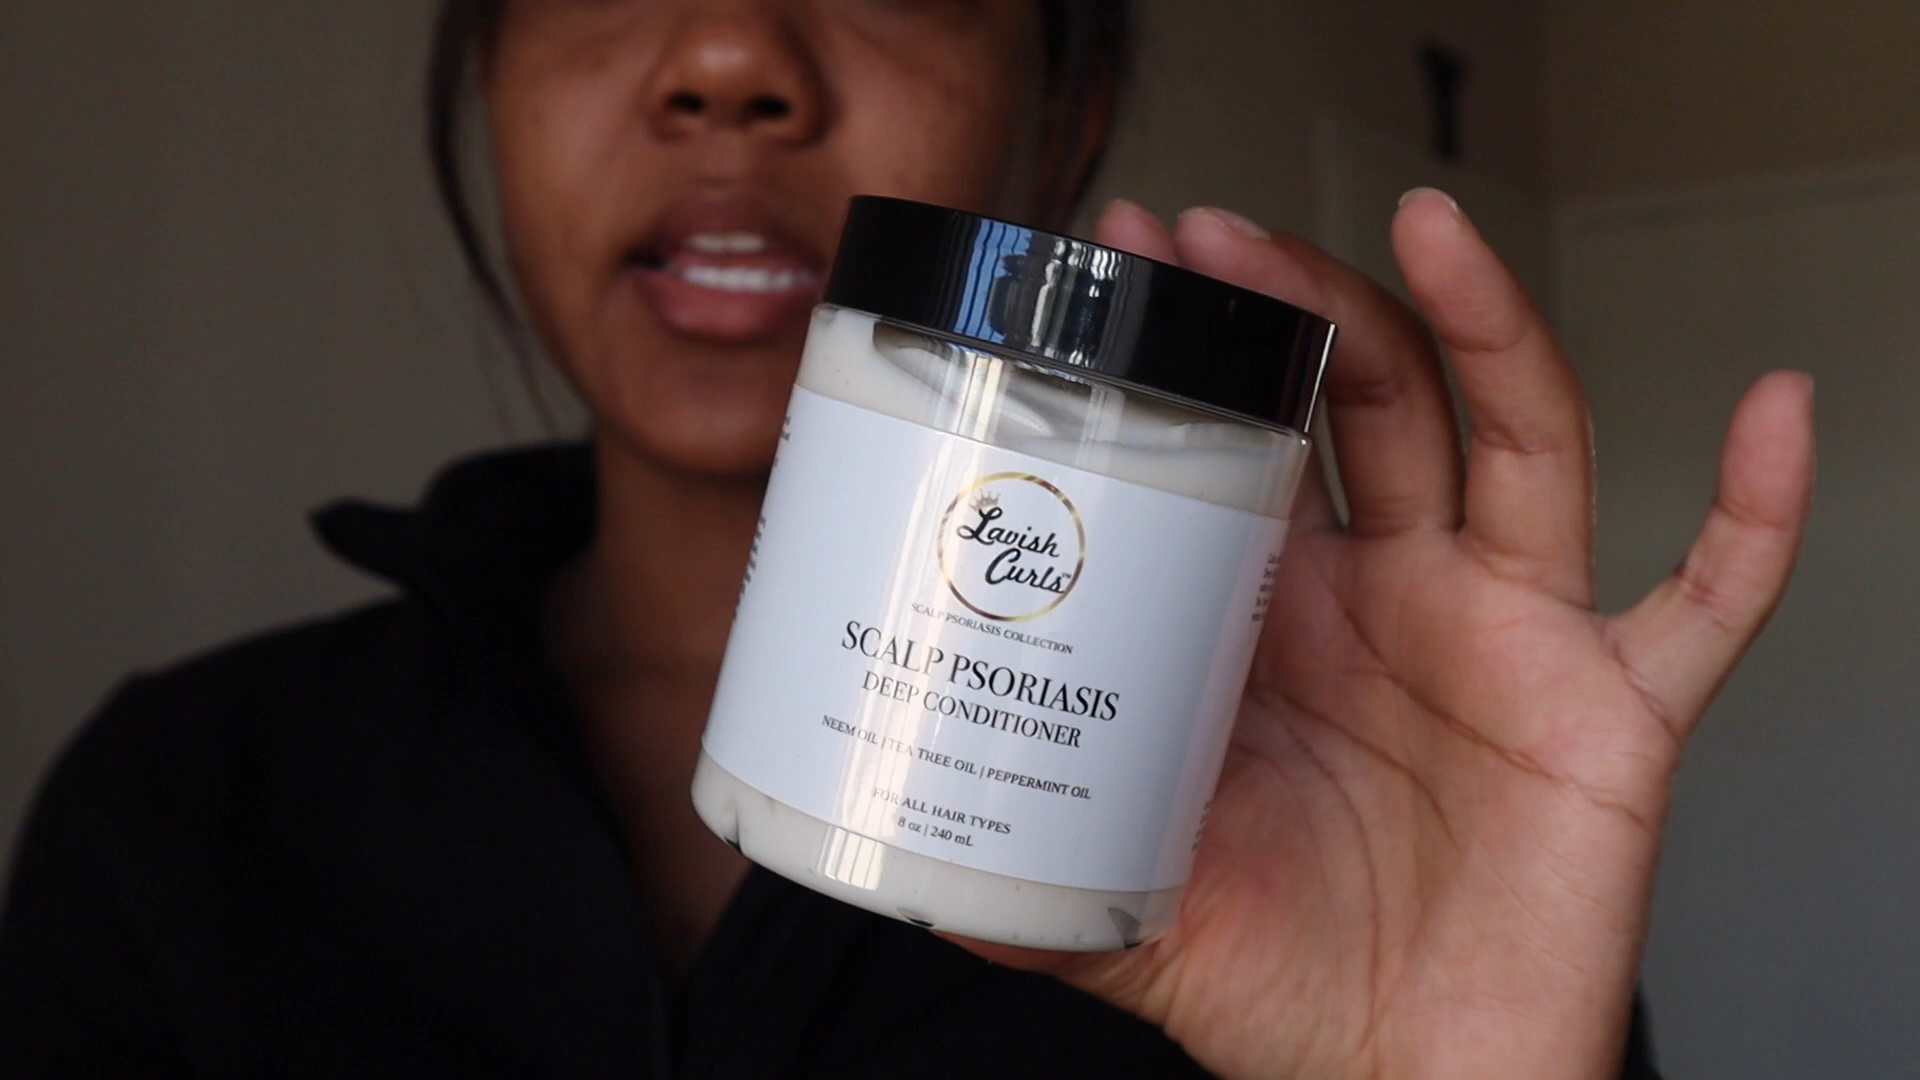 Lavish
Curls™
SCALP PSORIASIS COLLECTION
SCALP PSORIASIS
DEEP CONDITIONER
NEEM OIL | TEA TREE OIL | PEPPERMINT OIL
FOR ALL HAIR TYPES
8 oz | 240 mL